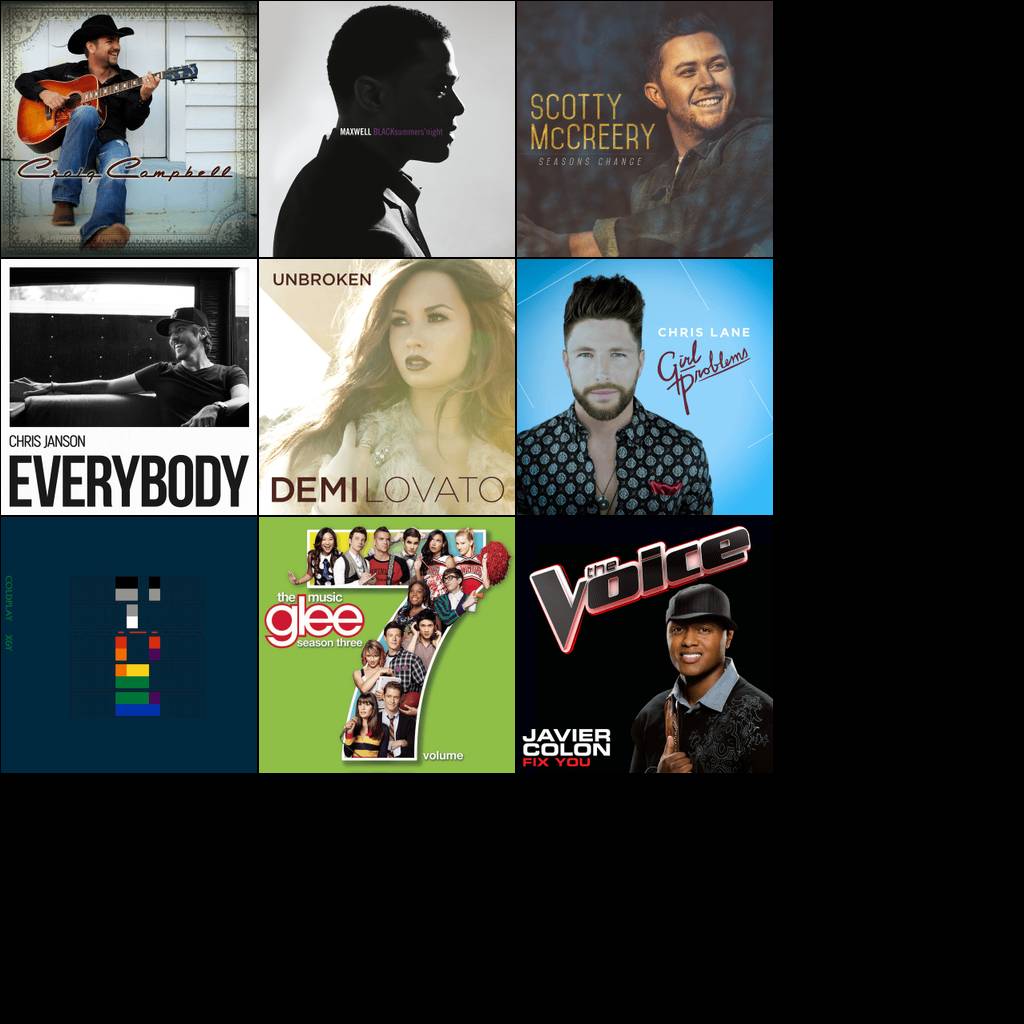 Craig Campbell
MAXWELL BLACKsummers'night
SCOTTY
McCREERY
SEASONS CHANGE
CHRIS JANSON
EVERYBODY
UNBROKEN
DEMI LOVATO
CHRIS LANE
Girl
Problems
COLDPLAY X&Y
the music
glee
season three
volume
7
the
Voice
JAVIER
COLON
FIX YOU